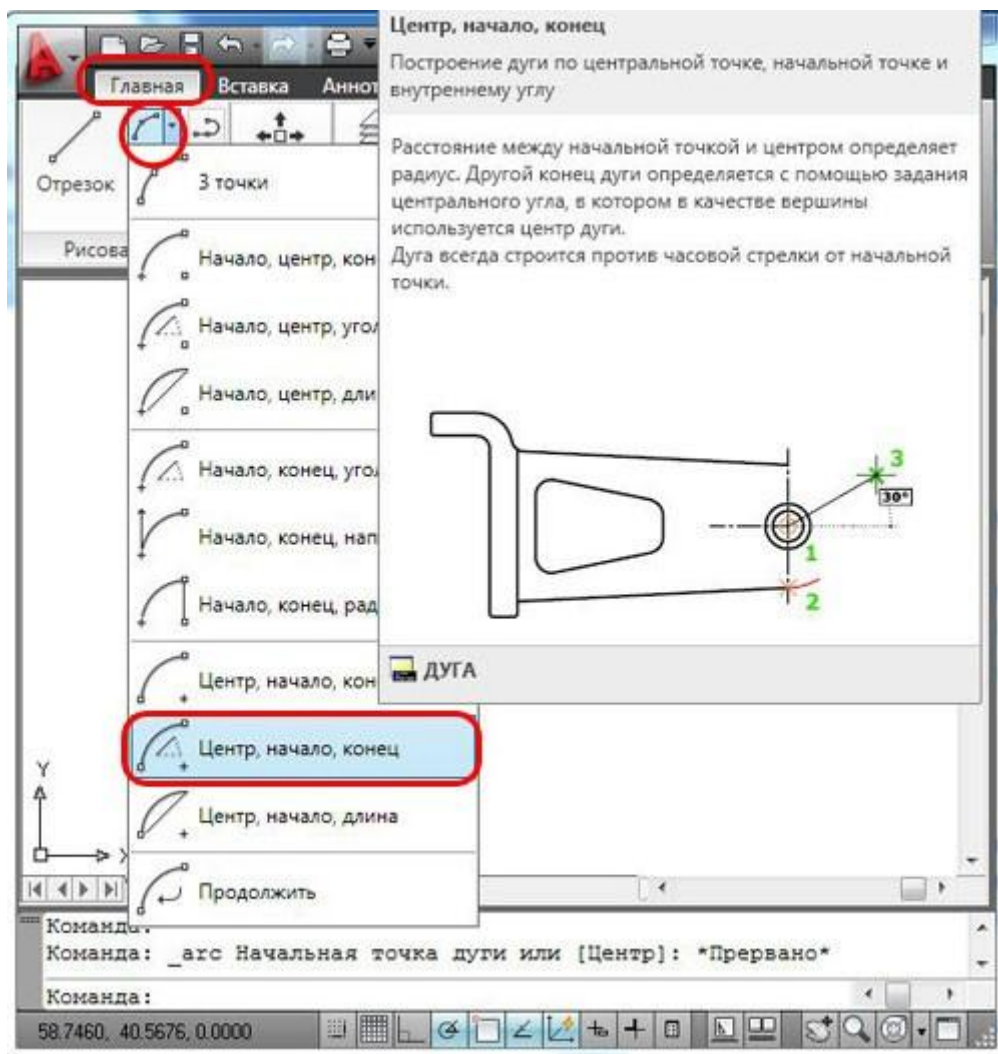 Центр, начало, конец
Построение дуги по центральной точке, начальной точке и
внутреннему углу
Расстояние между начальной точкой и центром определяет
радиус. Другой конец дуги определяется с помощью задания
центрального угла, в котором в качестве вершины
используется центр дуги.
Дуга всегда строится против часовой стрелки от начальной
точки.
3
30°
1
2
ДУГА
Главная Вставка Аннот
Отрезок
Рисова
3 точки
Начало, центр, кон
Начало, центр, угол
Начало, центр, дли
Начало, конец, угол
Начало, конец, нап
Начало, конец, рад
Центр, начало, кон
Центр, начало, конец
Центр, начало, длина
Продолжить
Y
X
Команда:
Команда: _arc Начальная точка дуги или [Центр]: *Прервано*
Команда:
58.7460, 40.5676, 0.0000